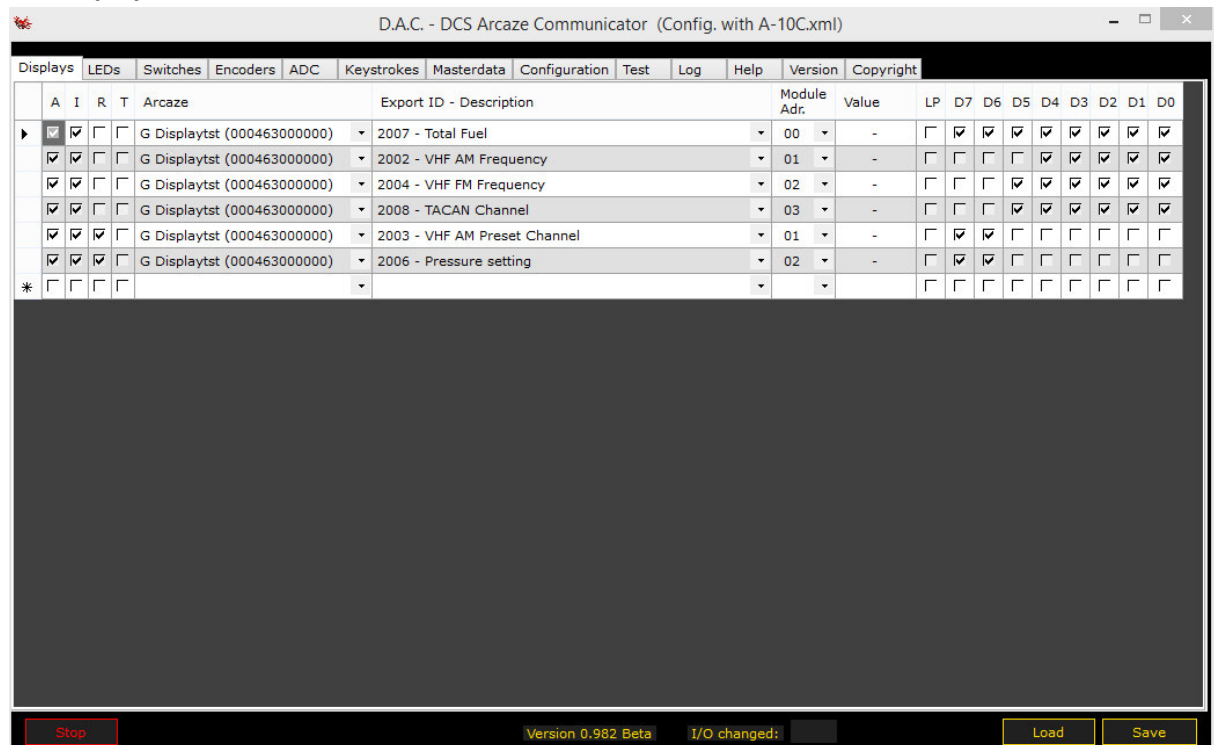 D.A.C. - DCS Arcaze Communicator (Config. with A-10C.xml)
Displays LEDs Switches Encoders ADC Keystrokes Masterdata Configuration Test Log Help Version Copyright
A I R T Arcaze Export ID - Description Module Adr. Value LP D7 D6 D5 D4 D3 D2 D1 D0
G Displaytst (000463000000) 2007 - Total Fuel 00 -
G Displaytst (000463000000) 2002 - VHF AM Frequency 01 -
G Displaytst (000463000000) 2004 - VHF FM Frequency 02 -
G Displaytst (000463000000) 2008 - TACAN Channel 03 -
G Displaytst (000463000000) 2003 - VHF AM Preset Channel 01 -
G Displaytst (000463000000) 2006 - Pressure setting 02 -
Stop Version 0.982 Beta I/O changed: Load Save